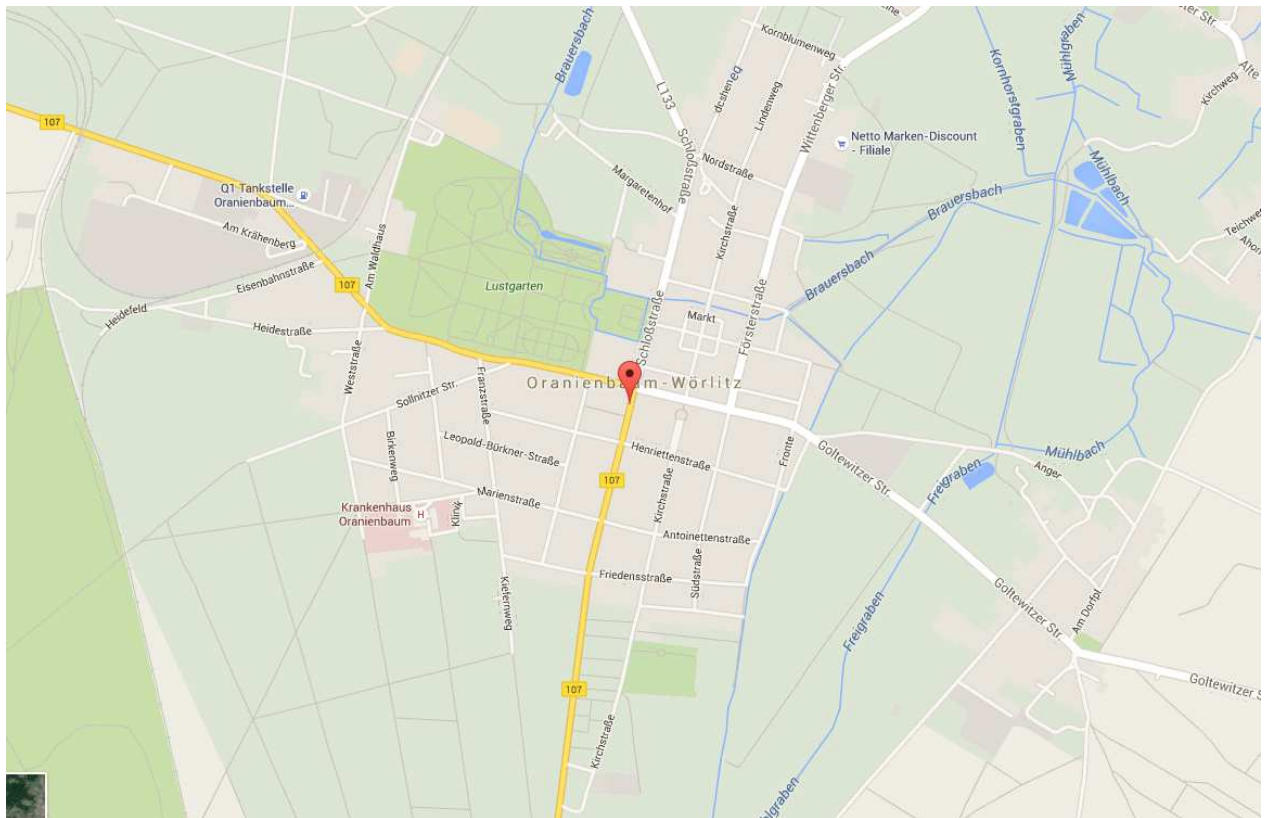 Kornblumenweg
L133
Brauersbach
Lindenweg
Wittenberger Str.
Kornhorstgraben
Mühlgraben
Kirchweg
Alte
107
Schloßstraße
Nordstraße
Netto Marken-Discount
- Filiale
Mühlbach
Q1 Tankstelle
Oranienbaum...
Margaretenhof
Brauersbach
Am Krähenberg
Kirchstraße
Teichwe
Ahor
Am Waldhaus
Eisenbahnstraße
107
Lustgarten
Brauersbach
Heidefeld
Heidestraße
Schloßstraße
Markt
Försterstraße
Weststraße
Oranienbaum-Wörlitz
Sollnitzer Str.
Franzstraße
Birkenweg
Leopold-Bürkner-Straße
Henriettenstraße
Fronte
Goltewitzer Str.
Mühlbach
Anger
Freigraben
107
Marienstraße
Kirchstraße
Krankenhaus
Oranienbaum
H
Antoinettenstraße
Friedensstraße
Südstraße
Kiefernweg
Goltewitzer Str.
Am Dorfpl.
Freigraben
107
Goltewitzer S
Kirchstraße